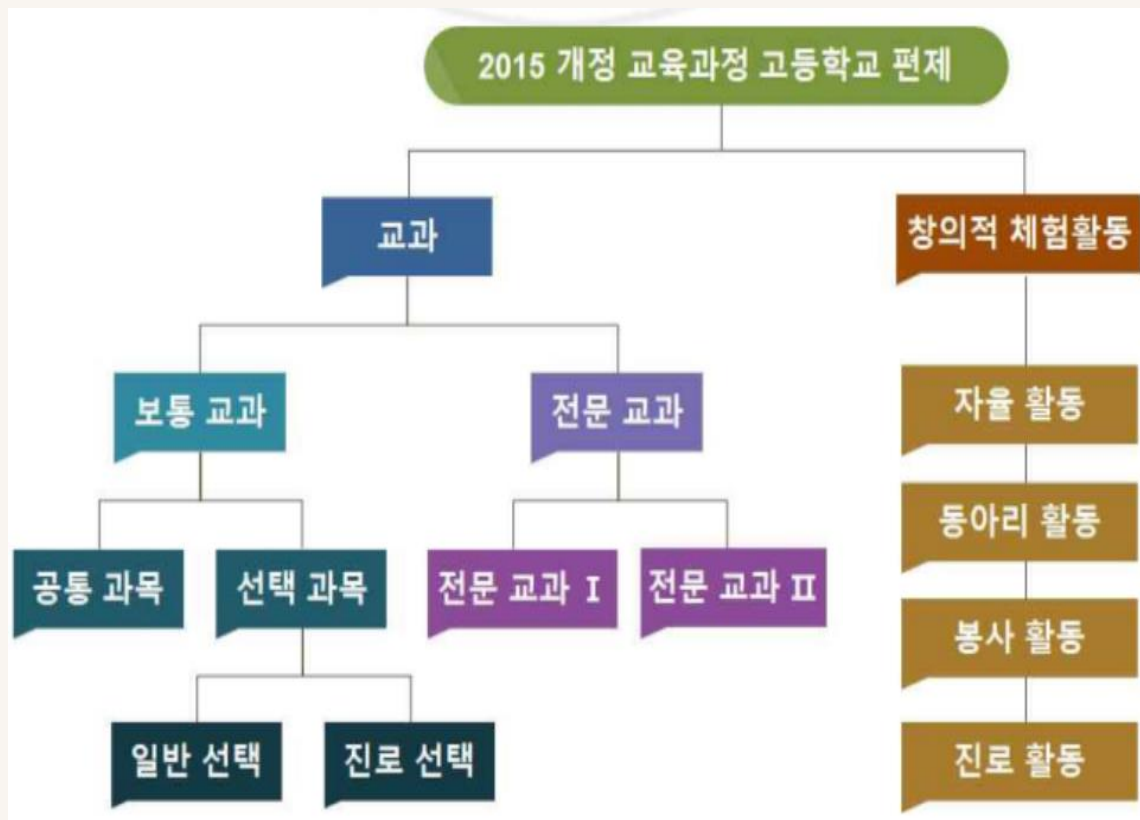 2015 개정 교육과정 고등학교 편제
교과
창의적 체험활동
보통 교과
전문 교과
자율 활동
동아리 활동
공통 과목
선택 과목
전문 교과 Ⅰ
전문 교과 Ⅱ
봉사 활동
일반 선택
진로 선택
진로 활동